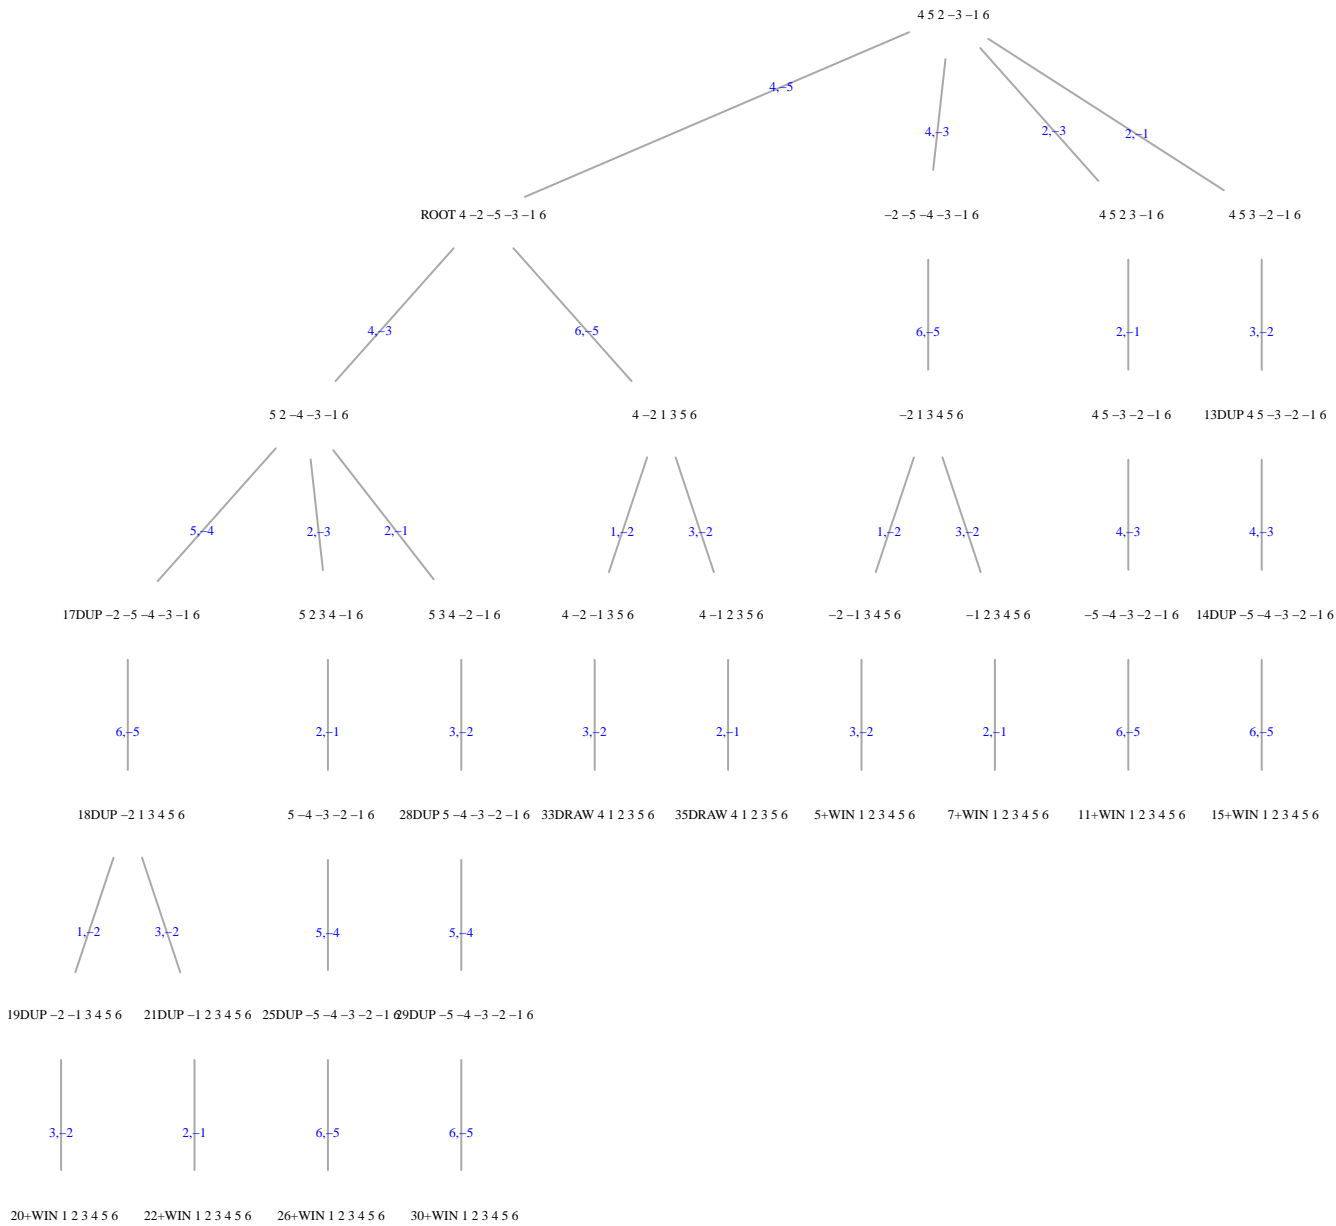 4 5 2 −3 −1 6
4,−5
4,−3
2,−3
2,−1
ROOT 4 −2 −5 −3 −1 6
−2 −5 −4 −3 −1 6
4 5 2 3 −1 6
4 5 3 −2 −1 6
4,−3
6,−5
6,−5
2,−1
3,−2
5 2 −4 −3 −1 6
4 −2 1 3 5 6
−2 1 3 4 5 6
4 5 −3 −2 −1 6
13DUP 4 5 −3 −2 −1 6
5,−4
2,−3
2,−1
1,−2
3,−2
1,−2
3,−2
4,−3
4,−3
17DUP −2 −5 −4 −3 −1 6
5 2 3 4 −1 6
5 3 4 −2 −1 6
4 −2 −1 3 5 6
4 −1 2 3 5 6
−2 −1 3 4 5 6
−1 2 3 4 5 6
−5 −4 −3 −2 −1 6
14DUP −5 −4 −3 −2 −1 6
6,−5
2,−1
3,−2
3,−2
2,−1
3,−2
2,−1
6,−5
6,−5
18DUP −2 1 3 4 5 6
5 −4 −3 −2 −1 6
28DUP 5 −4 −3 −2 −1 6
33DRAW 4 1 2 3 5 6
35DRAW 4 1 2 3 5 6
5+WIN 1 2 3 4 5 6
7+WIN 1 2 3 4 5 6
11+WIN 1 2 3 4 5 6
15+WIN 1 2 3 4 5 6
1,−2
3,−2
5,−4
5,−4
19DUP −2 −1 3 4 5 6
21DUP −1 2 3 4 5 6
25DUP −5 −4 −3 −2 −1 6
29DUP −5 −4 −3 −2 −1 6
3,−2
2,−1
6,−5
6,−5
20+WIN 1 2 3 4 5 6
22+WIN 1 2 3 4 5 6
26+WIN 1 2 3 4 5 6
30+WIN 1 2 3 4 5 6